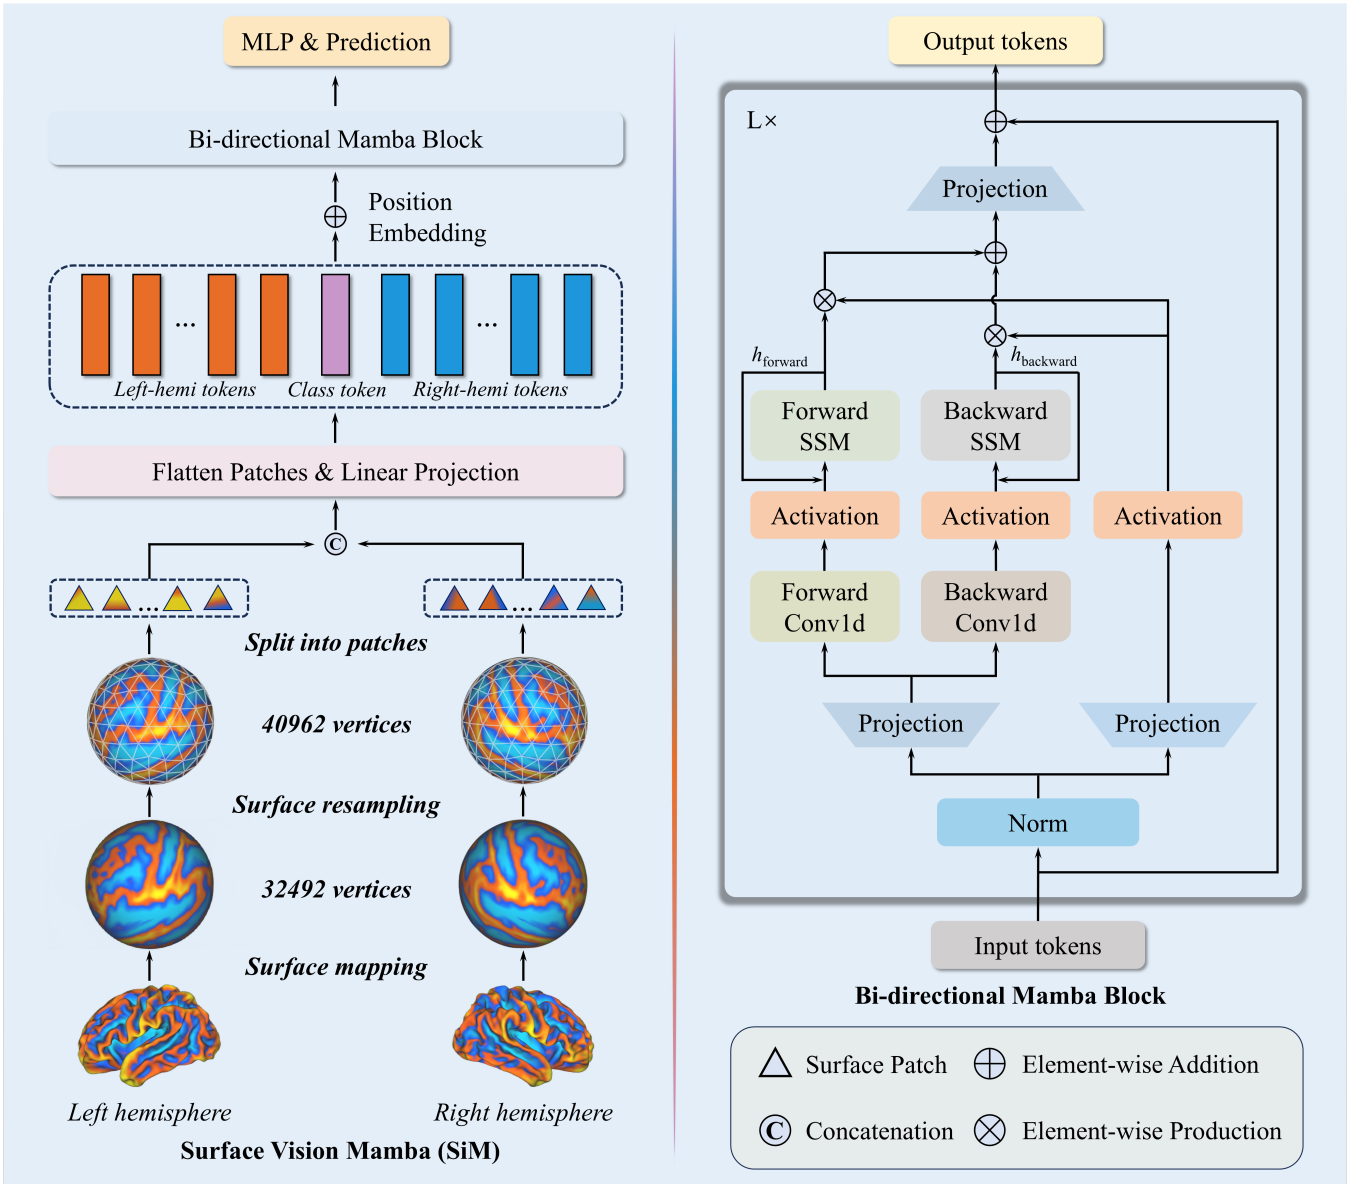 MLP & Prediction
Bi-directional Mamba Block
Position
Embedding
...
...
Left-hemi tokens
Class token
Right-hemi tokens
Flatten Patches & Linear Projection
C
...
...
Split into patches
40962 vertices
Surface resampling
32492 vertices
Surface mapping
Left hemisphere
Right hemisphere
Surface Vision Mamba (SiM)
Output tokens
L×
Projection
h forward
h backward
Forward
SSM
Backward
SSM
Activation
Activation
Activation
Forward
Conv1d
Backward
Conv1d
Projection
Projection
Norm
Input tokens
Bi-directional Mamba Block
Surface Patch
Element-wise Addition
C Concatenation
Element-wise Production